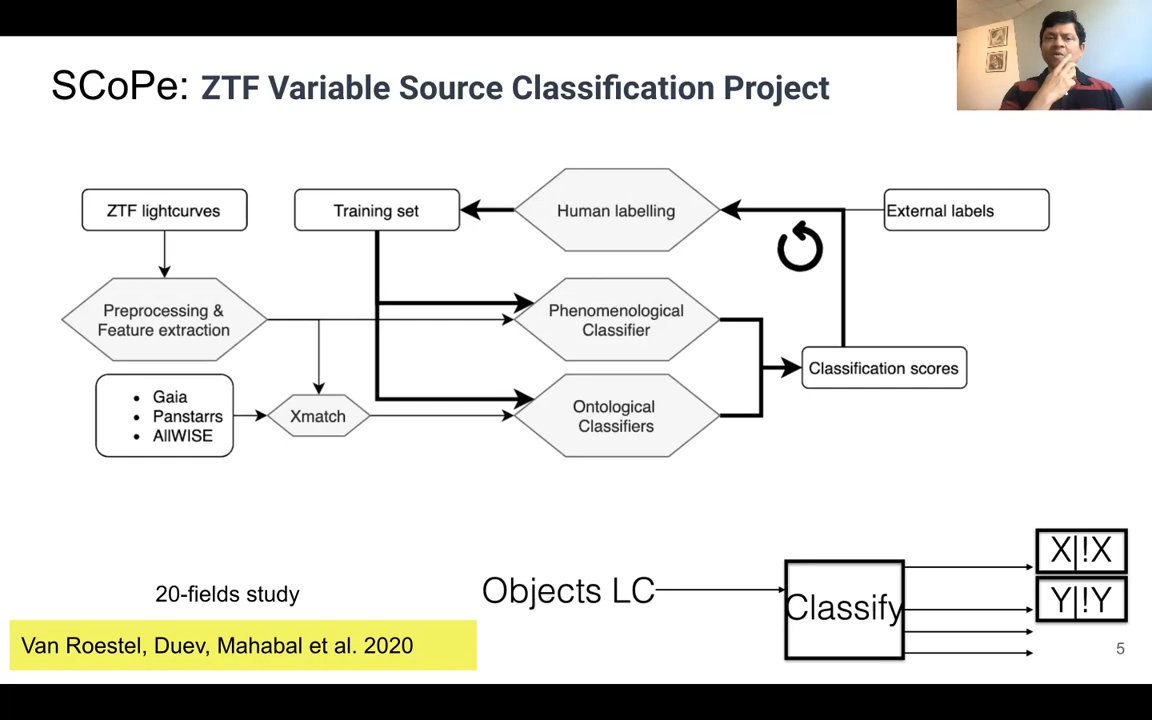 SCoPe: ZTF Variable Source Classification Project
ZTF lightcurves
Training set
Human labelling
External labels
Preprocessing &
Feature extraction
Phenomenological
Classifier
Classification scores
• Gaia
• Panstarrs
• AllWISE
Xmatch
Ontological
Classifiers
20-fields study
Objects LC
Classify
X|!X
Y|!Y
Van Roestel, Duev, Mahabal et al. 2020
5